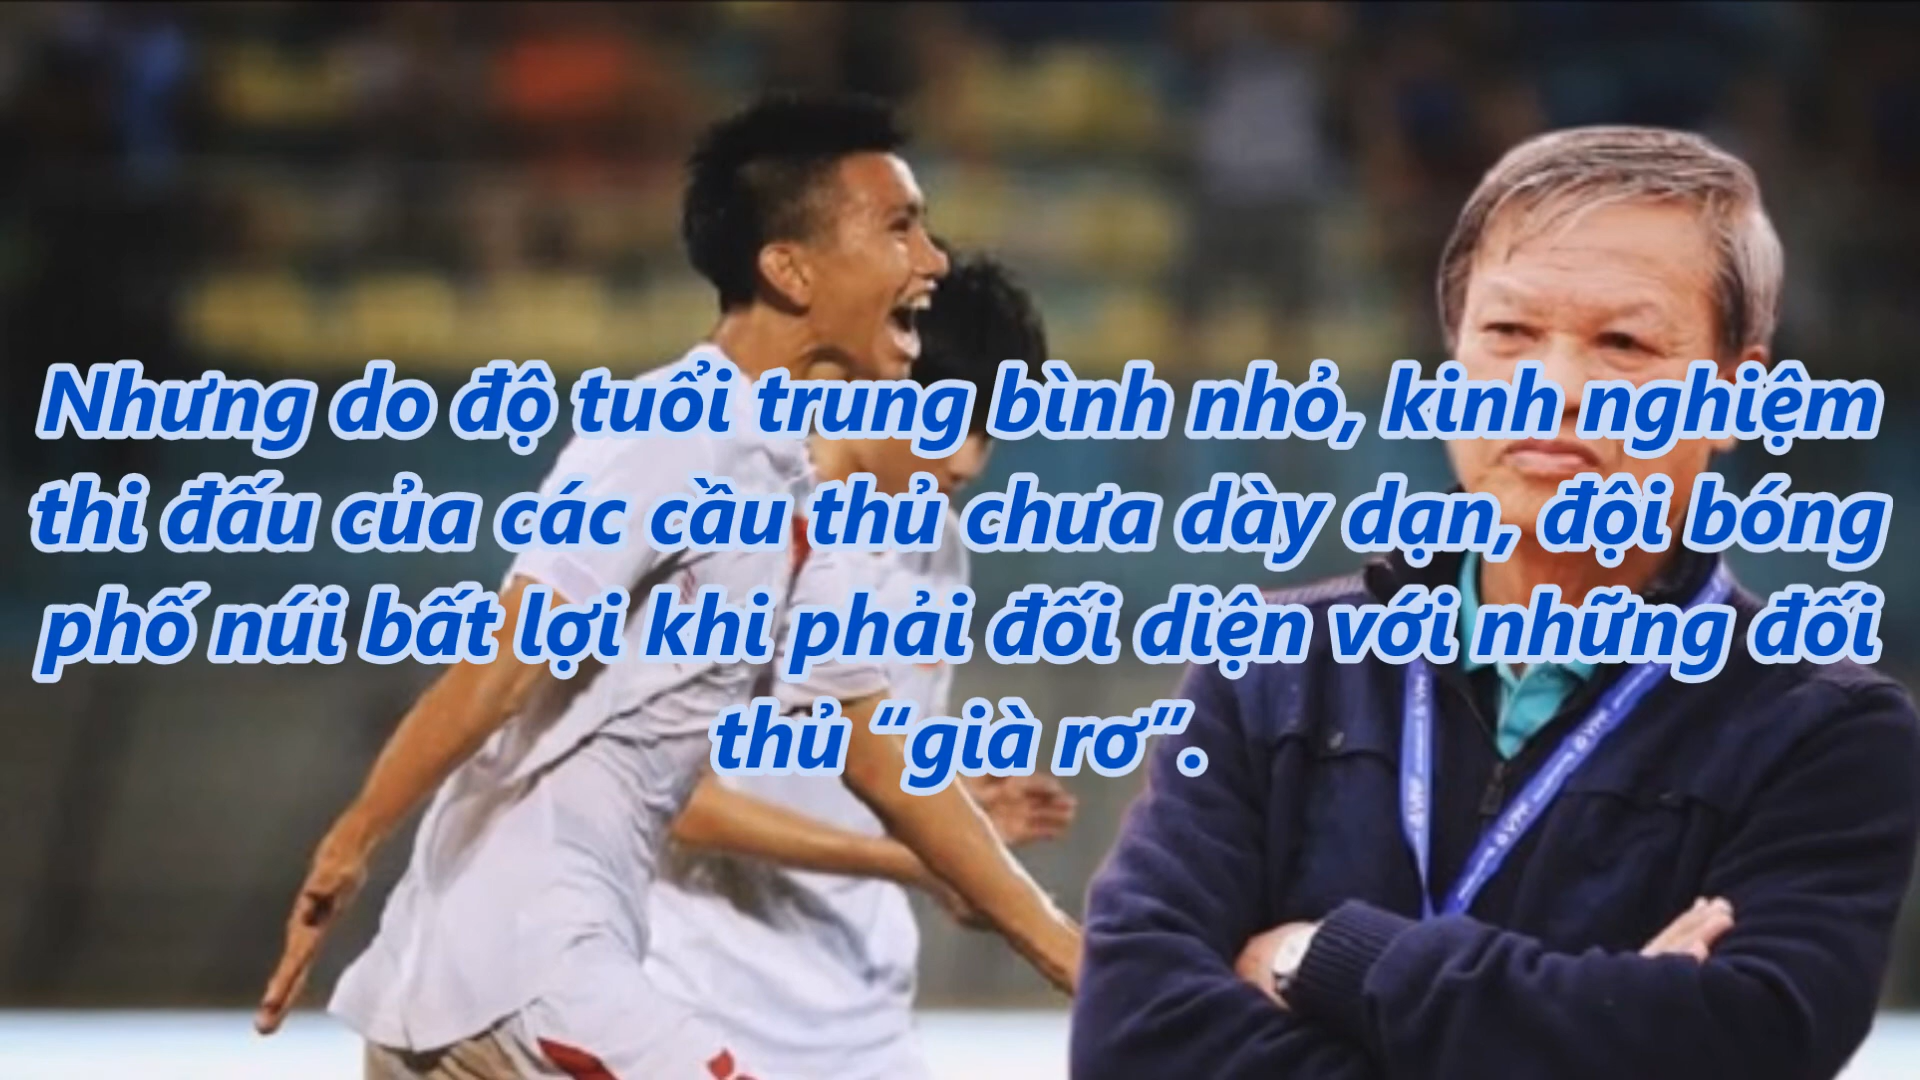 Nhưng do độ tuổi trung bình nhỏ, kinh nghiệm
thi đấu của các cầu thủ chưa dày dạn, đội bóng
phố núi bất lợi khi phải đối diện với những đối
thủ “già rơ”.